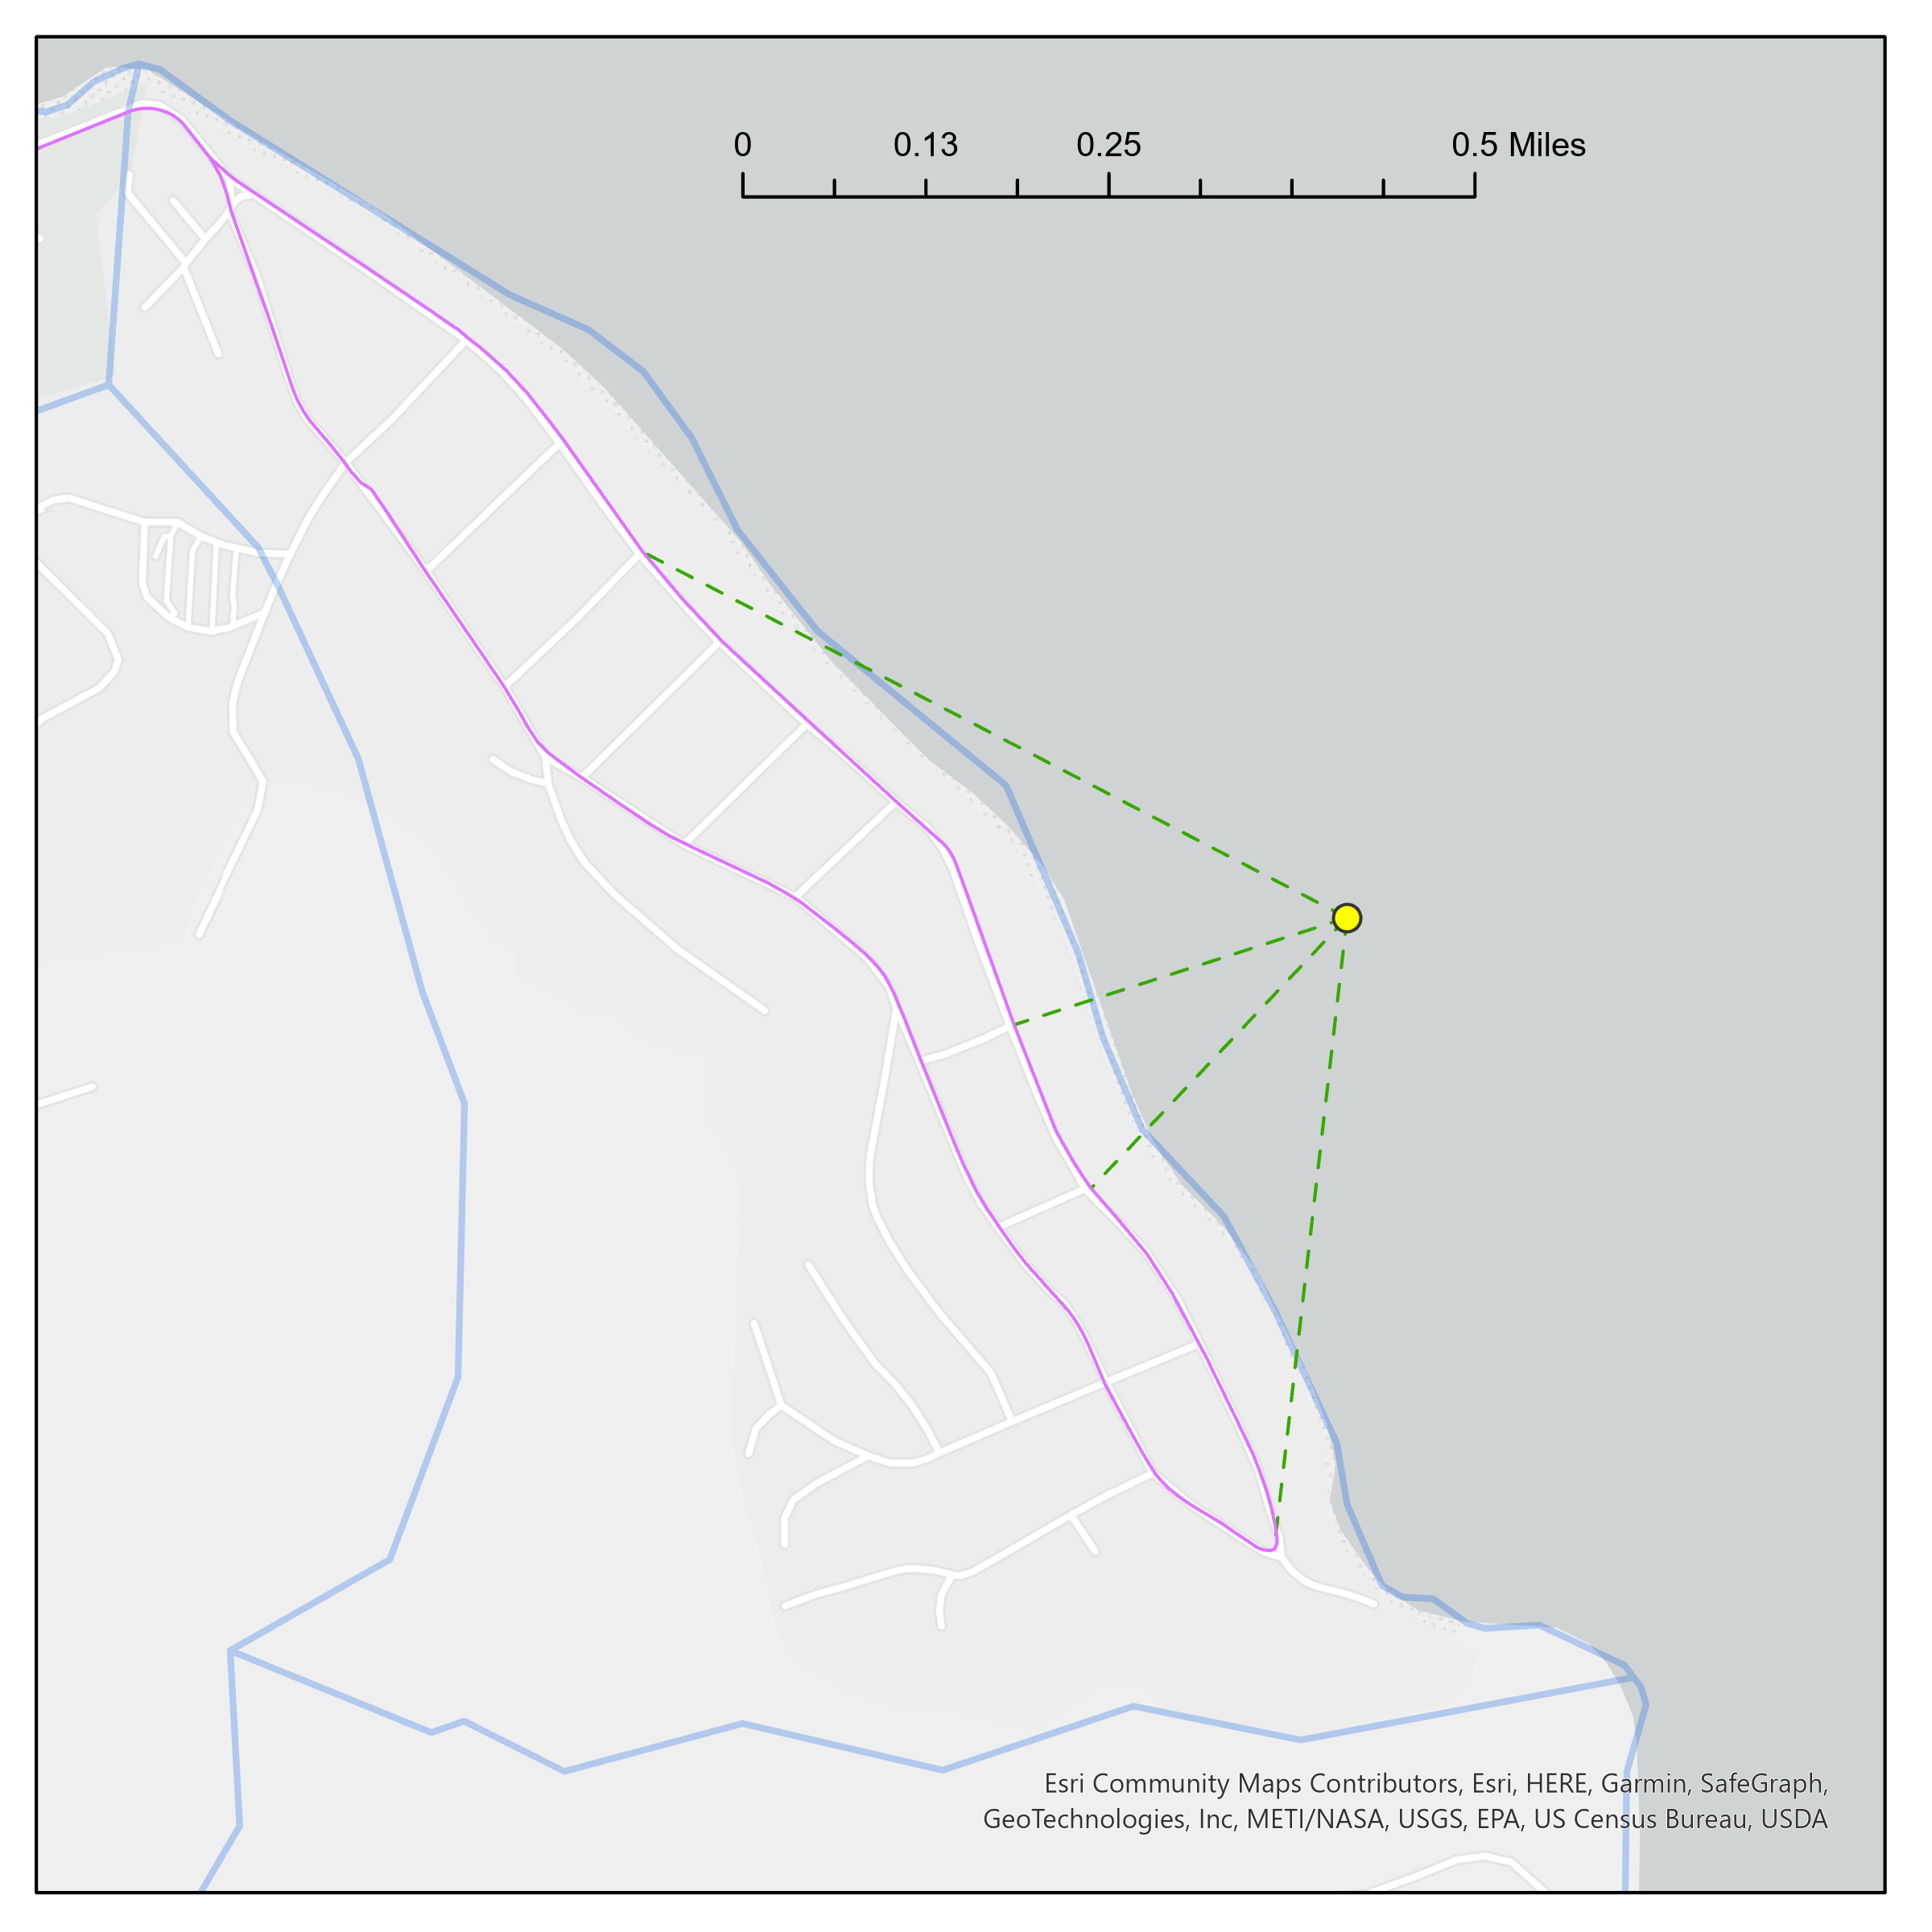 0 0.13 0.25 0.5 Miles
Esri Community Maps Contributors, Esri, HERE, Garmin, SafeGraph,
GeoTechnologies, Inc, METI/NASA, USGS, EPA, US Census Bureau, USDA